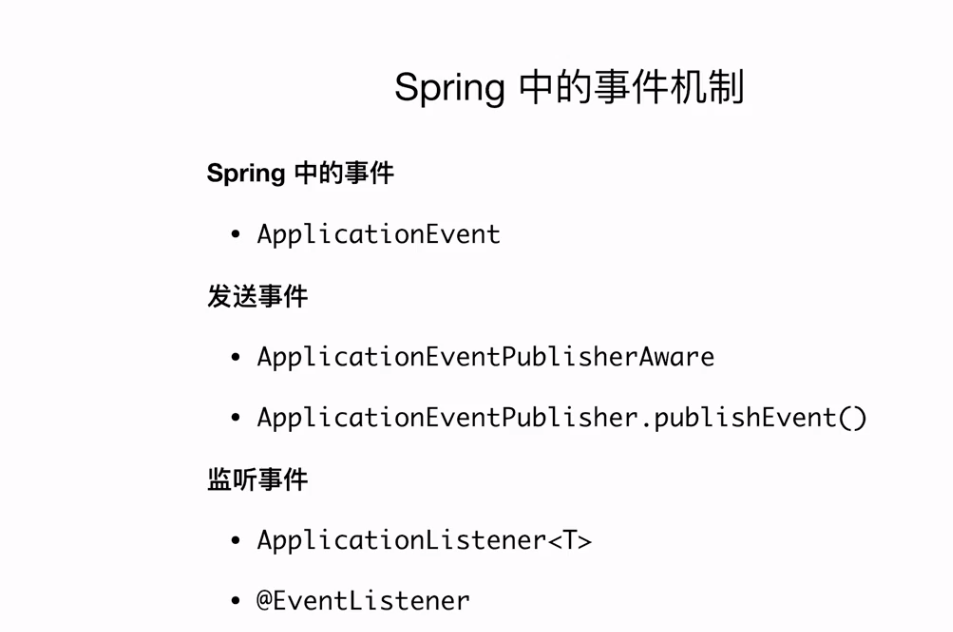 Spring 中的事件机制
Spring 中的事件
• ApplicationEvent
发送事件
• ApplicationEventPublisherAware
• ApplicationEventPublisher.publishEvent()
监听事件
• ApplicationListener<T>
• @EventListener